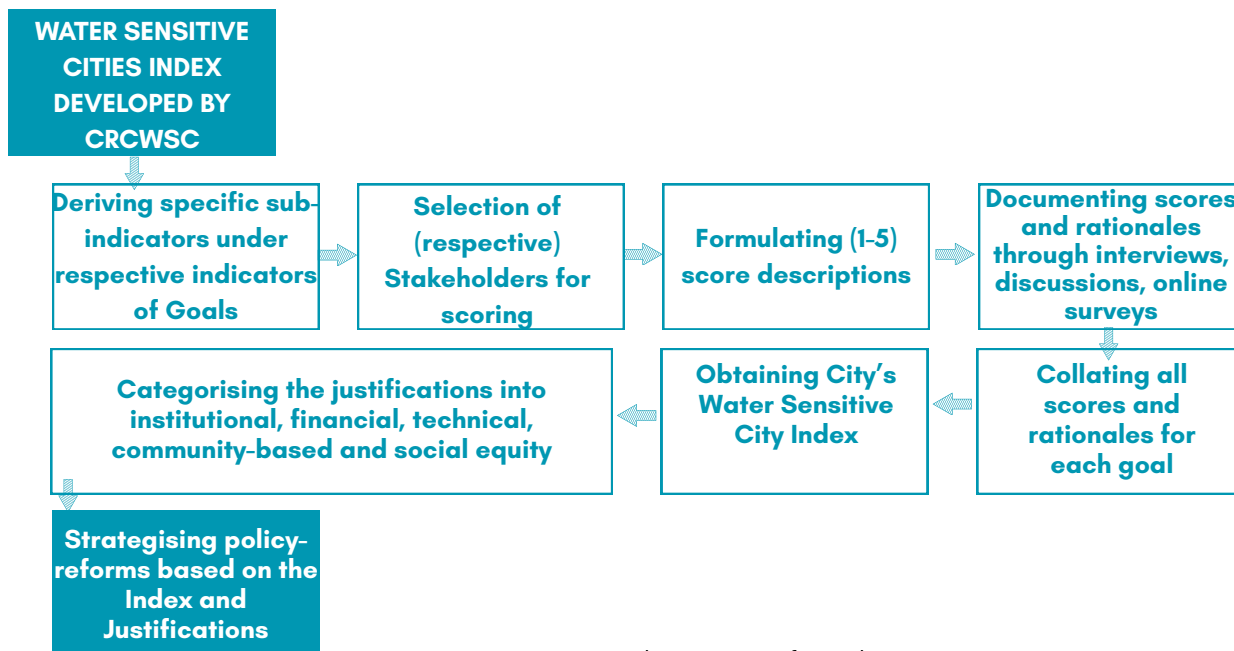 WATER SENSITIVE
CITIES INDEX
DEVELOPED BY
CRCWSC
Deriving specific sub-
indicators under
respective indicators
of Goals
Selection of
(respective)
Stakeholders for
scoring
Formulating (1-5)
score descriptions
Documenting scores
and rationales
through interviews,
discussions, online
surveys
Collating all
scores and
rationales for
each goal
Obtaining City's
Water Sensitive
City Index
Categorising the justifications into
institutional, financial, technical,
community-based and social equity
Strategising policy-
reforms based on the
Index and
Justifications